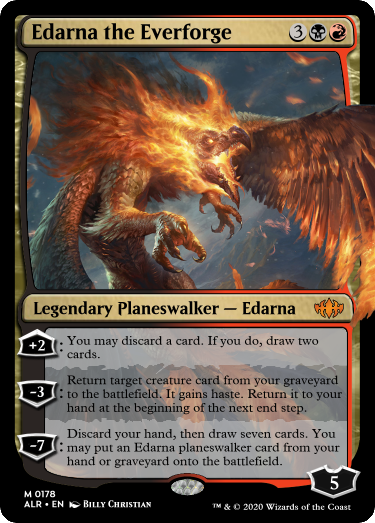 Edarna the Everforge 3
Legendary Planeswalker — Edarna
+2: You may discard a card. If you do, draw two
cards.
-3: Return target creature card from your graveyard
to the battlefield. It gains haste. Return it to your
hand at the beginning of the next end step.
-7: Discard your hand, then draw seven cards. You
may put an Edarna planeswalker card from your
hand or graveyard onto the battlefield.
5
M 0178
ALR • EN Billy Christian ™ & © 2020 Wizards of the Coast